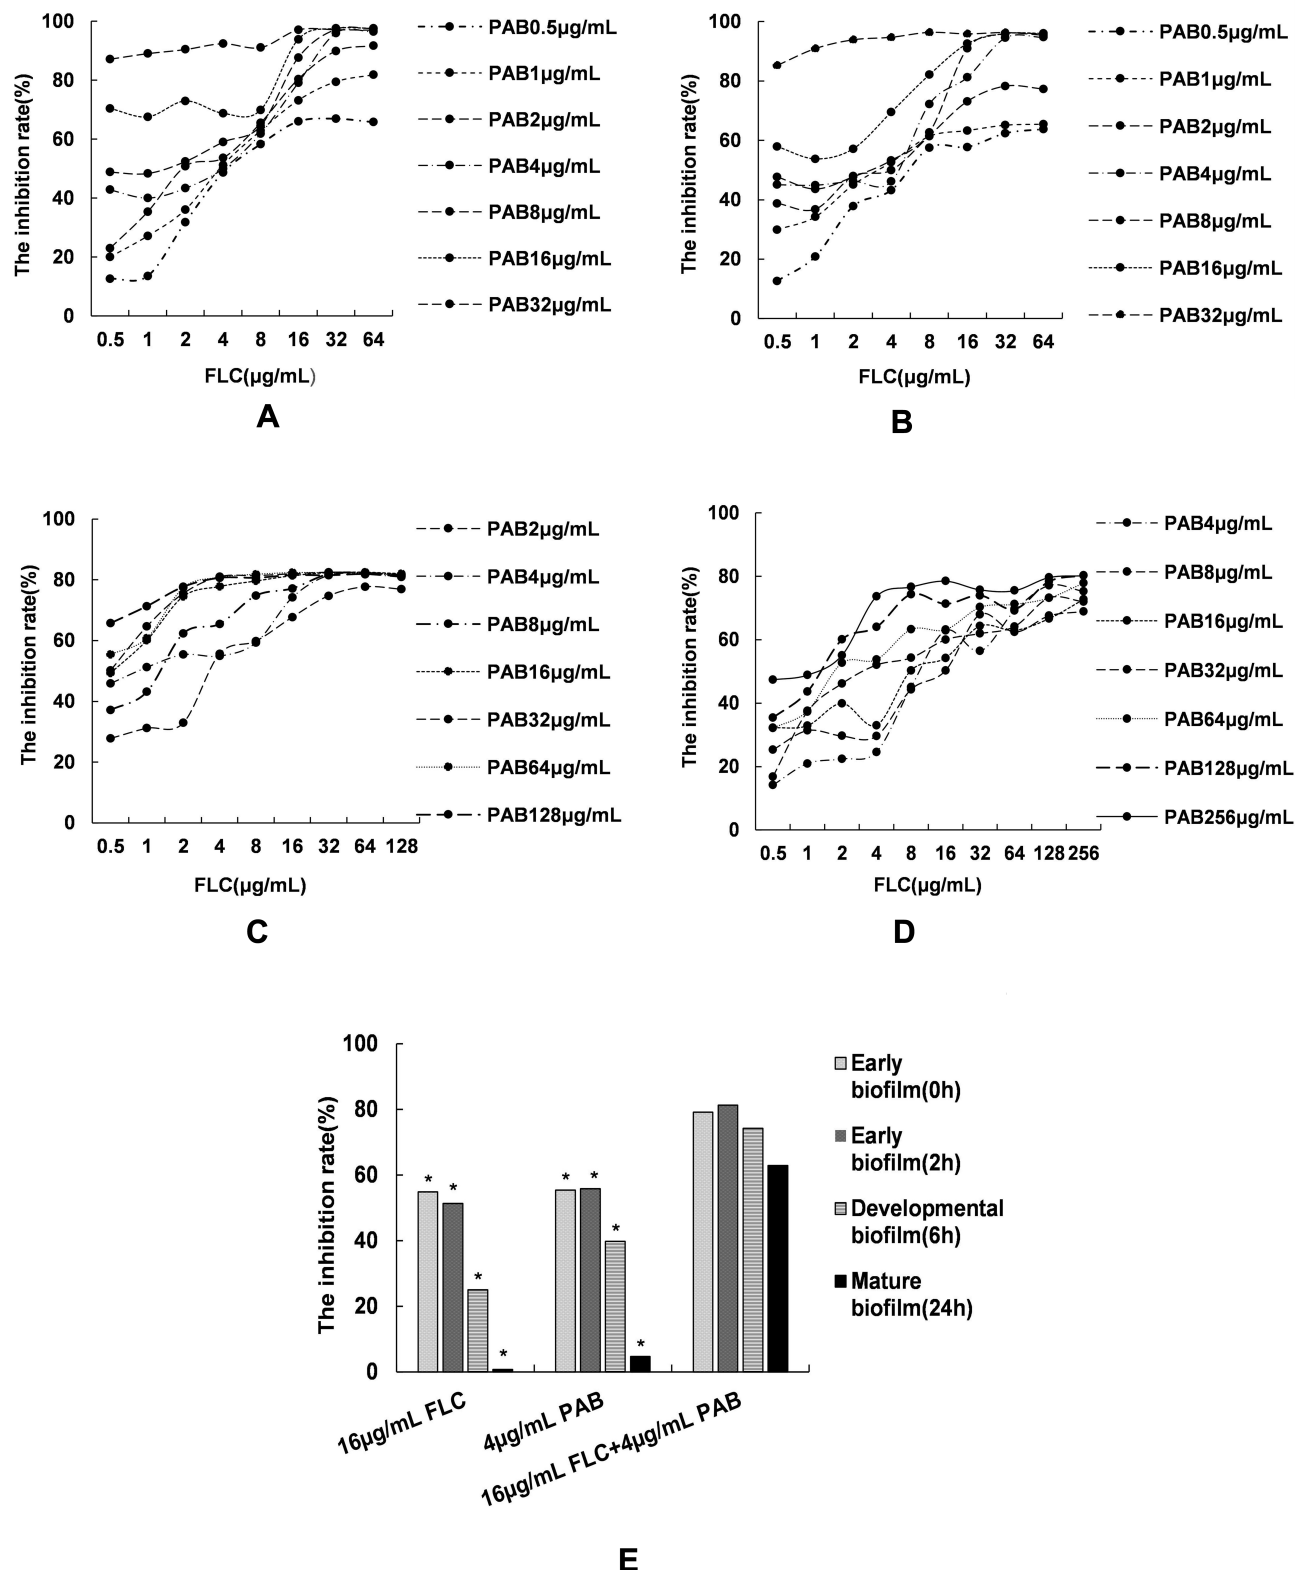 100
80
60
40
20
0
The inhibition rate(%)
0.5 1 2 4 8 16 32 64
FLC(µg/mL)
PAB0.5µg/mL
PAB1µg/mL
PAB2µg/mL
PAB4µg/mL
PAB8µg/mL
PAB16µg/mL
PAB32µg/mL
A
100
80
60
40
20
0
The inhibition rate(%)
0.5 1 2 4 8 16 32 64
FLC(µg/mL)
PAB0.5µg/mL
PAB1µg/mL
PAB2µg/mL
PAB4µg/mL
PAB8µg/mL
PAB16µg/mL
PAB32µg/mL
B
100
80
60
40
20
0
The inhibition rate(%)
0.5 1 2 4 8 16 32 64 128
FLC(µg/mL)
PAB2µg/mL
PAB4µg/mL
PAB8µg/mL
PAB16µg/mL
PAB32µg/mL
PAB64µg/mL
PAB128µg/mL
C
100
80
60
40
20
0
The inhibition rate(%)
0.5 1 2 4 8 16 32 64 128 256
FLC(µg/mL)
PAB4µg/mL
PAB8µg/mL
PAB16µg/mL
PAB32µg/mL
PAB64µg/mL
PAB128µg/mL
PAB256µg/mL
D
100
80
60
40
20
0
The inhibition rate(%)
* * * *
* * * *
16µg/mL FLC
4µg/mL PAB
16µg/mL FLC+4µg/mL PAB
Early
biofilm(0h)
Early
biofilm(2h)
Developmental
biofilm(6h)
Mature
biofilm(24h)
E